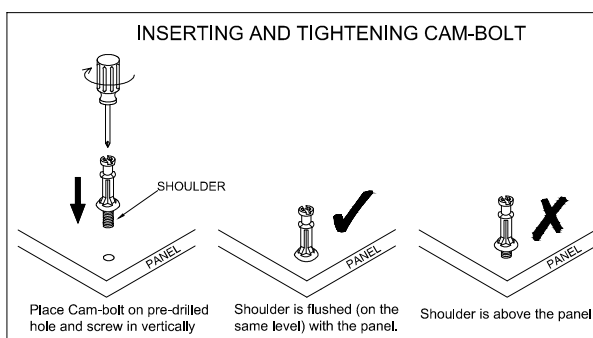 INSERTING AND TIGHTENING CAM-BOLT
SHOULDER
PANEL
PANEL
PANEL
Place Cam-bolt on pre-drilled
hole and screw in vertically
Shoulder is flushed (on the
same level) with the panel.
Shoulder is above the panel